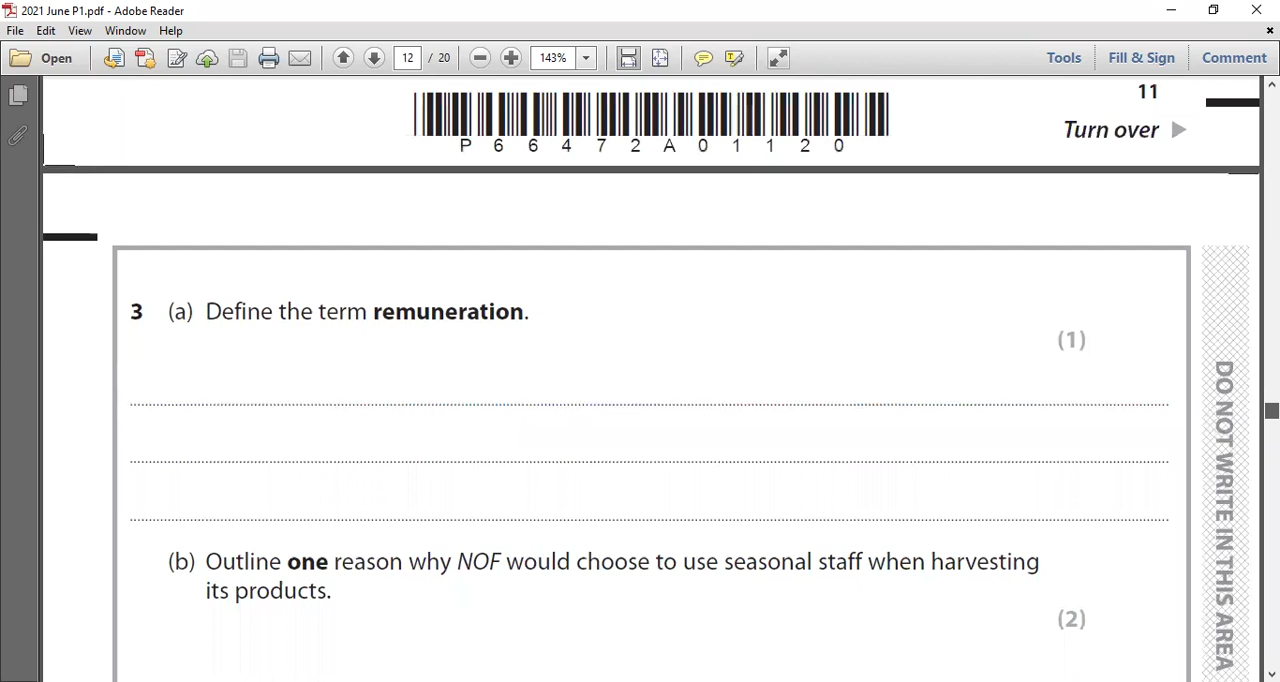 2021 June P1.pdf - Adobe Reader
File Edit View Window Help
Open 12 / 20 143% Tools Fill & Sign Comment
11
Turn over
P 6 6 4 7 2 A 0 1 1 2 0
3 (a) Define the term remuneration.
(1)
(b) Outline one reason why NOF would choose to use seasonal staff when harvesting
its products.
(2)
DO NOT WRITE IN THIS AREA